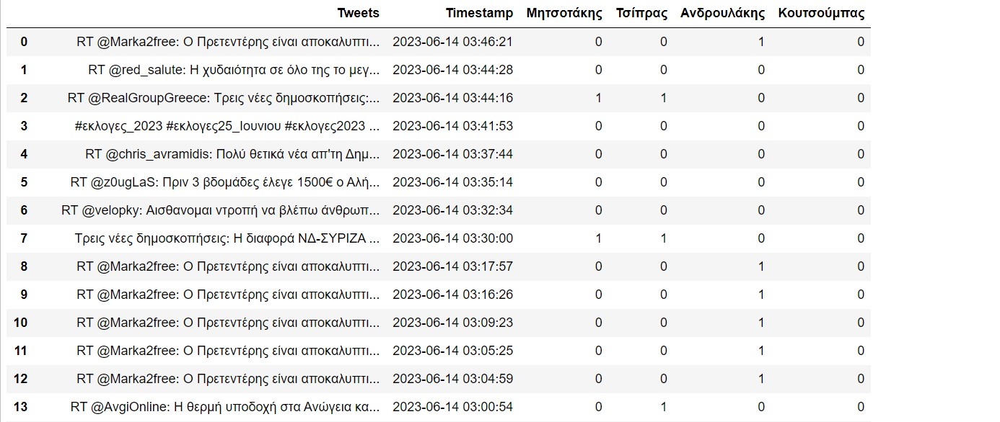 Tweets Timestamp Μητσοτάκης Τσίπρας Ανδρουλάκης Κουτσούμπας
0 RT @Marka2free: Ο Πρετεντέρης είναι αποκαλυπτι... 2023-06-14 03:46:21 0 0 1 0
1 RT @red_salute: Η χυδαιότητα σε όλο της το μεγ... 2023-06-14 03:44:28 0 0 0 0
2 RT @RealGroupGreece: Τρεις νέες δημοσκοπήσεις:... 2023-06-14 03:44:16 1 1 0 0
3 #εκλογες_2023 #εκλογες25_Ιουνιου #εκλογες2023 ... 2023-06-14 03:41:53 0 0 0 0
4 RT @chris_avramidis: Πολύ θετικά νέα απ'τη Δημ... 2023-06-14 03:37:44 0 0 0 0
5 RT @z0ugLaS: Πριν 3 βδομάδες έλεγε 1500€ ο Αλή... 2023-06-14 03:35:14 0 0 0 0
6 RT @velopky: Αισθανομαι ντροπή να βλέπω άνθρωπ... 2023-06-14 03:32:34 0 0 0 0
7 Τρεις νέες δημοσκοπήσεις: Η διαφορά ΝΔ-ΣΥΡΙΖΑ ... 2023-06-14 03:30:00 1 1 0 0
8 RT @Marka2free: Ο Πρετεντέρης είναι αποκαλυπτι... 2023-06-14 03:17:57 0 0 1 0
9 RT @Marka2free: Ο Πρετεντέρης είναι αποκαλυπτι... 2023-06-14 03:16:26 0 0 1 0
10 RT @Marka2free: Ο Πρετεντέρης είναι αποκαλυπτι... 2023-06-14 03:09:23 0 0 1 0
11 RT @Marka2free: Ο Πρετεντέρης είναι αποκαλυπτι... 2023-06-14 03:05:25 0 0 1 0
12 RT @Marka2free: Ο Πρετεντέρης είναι αποκαλυπτι... 2023-06-14 03:04:59 0 0 1 0
13 RT @AvgiOnline: Η θερμή υποδοχή στα Ανώγεια κα... 2023-06-14 03:00:54 0 1 0 0